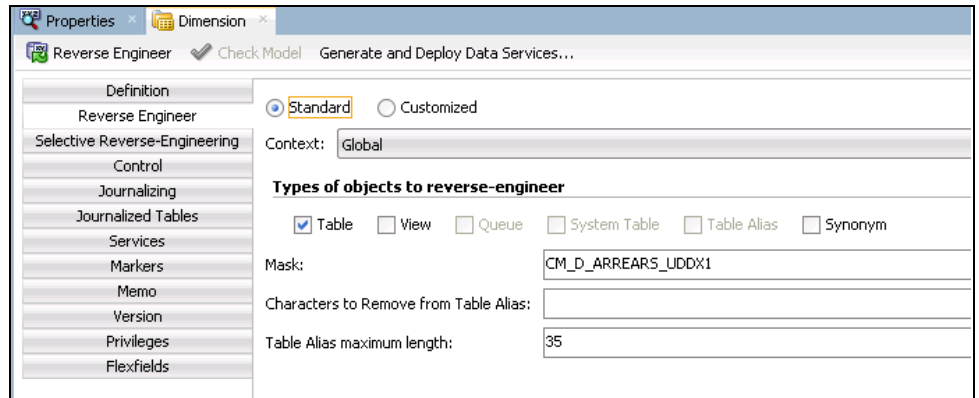 Properties Dimension
Reverse Engineer Check Model Generate and Deploy Data Services...
Definition
Reverse Engineer
Selective Reverse-Engineering
Control
Journalizing
Journalized Tables
Services
Markers
Memo
Version
Privileges
Flexfields
Standard Customized
Context: Global
Types of objects to reverse-engineer
Table View Queue System Table Table Alias Synonym
Mask: CM_D_ARREARS_UDDX1
Characters to Remove from Table Alias:
Table Alias maximum length: 35